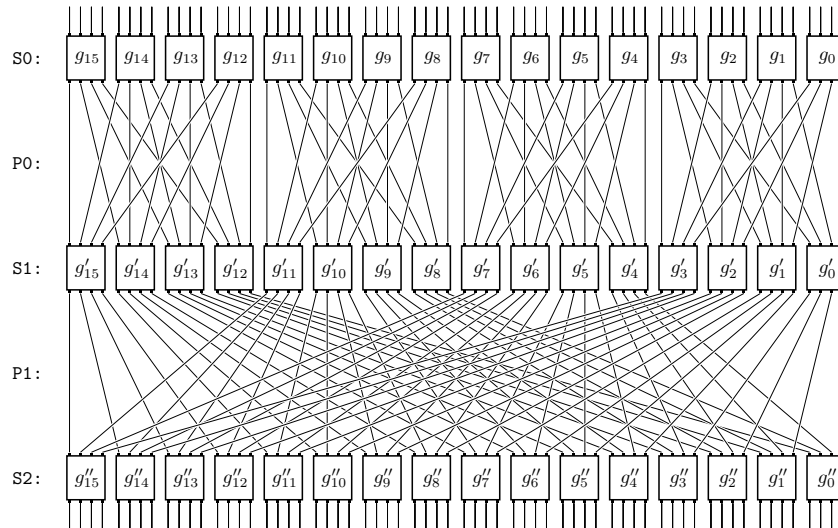 S0: g₁₅ g₁₄ g₁₃ g₁₂ g₁₁ g₁₀ g₉ g₈ g₇ g₆ g₅ g₄ g₃ g₂ g₁ g₀
P0:
S1: g′₁₅ g′₁₄ g′₁₃ g′₁₂ g′₁₁ g′₁₀ g′₉ g′₈ g′₇ g′₆ g′₅ g′₄ g′₃ g′₂ g′₁ g′₀
P1:
S2: g″₁₅ g″₁₄ g″₁₃ g″₁₂ g″₁₁ g″₁₀ g″₉ g″₈ g″₇ g″₆ g″₅ g″₄ g″₃ g″₂ g″₁ g″₀